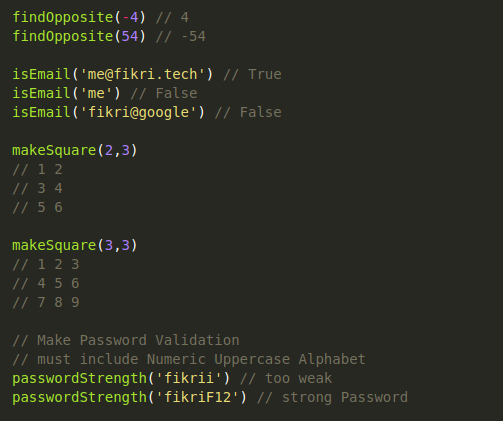 findOpposite(-4) // 4
findOpposite(54) // -54
isEmail('me@fikri.tech') // True
isEmail('me') // False
isEmail('fikri@google') // False
makeSquare(2,3)
// 1 2
// 3 4
// 5 6
makeSquare(3,3)
// 1 2 3
// 4 5 6
// 7 8 9
// Make Password Validation
// must include Numeric Uppercase Alphabet
passwordStrength('fikrii') // too weak
passwordStrength('fikriF12') // strong Password